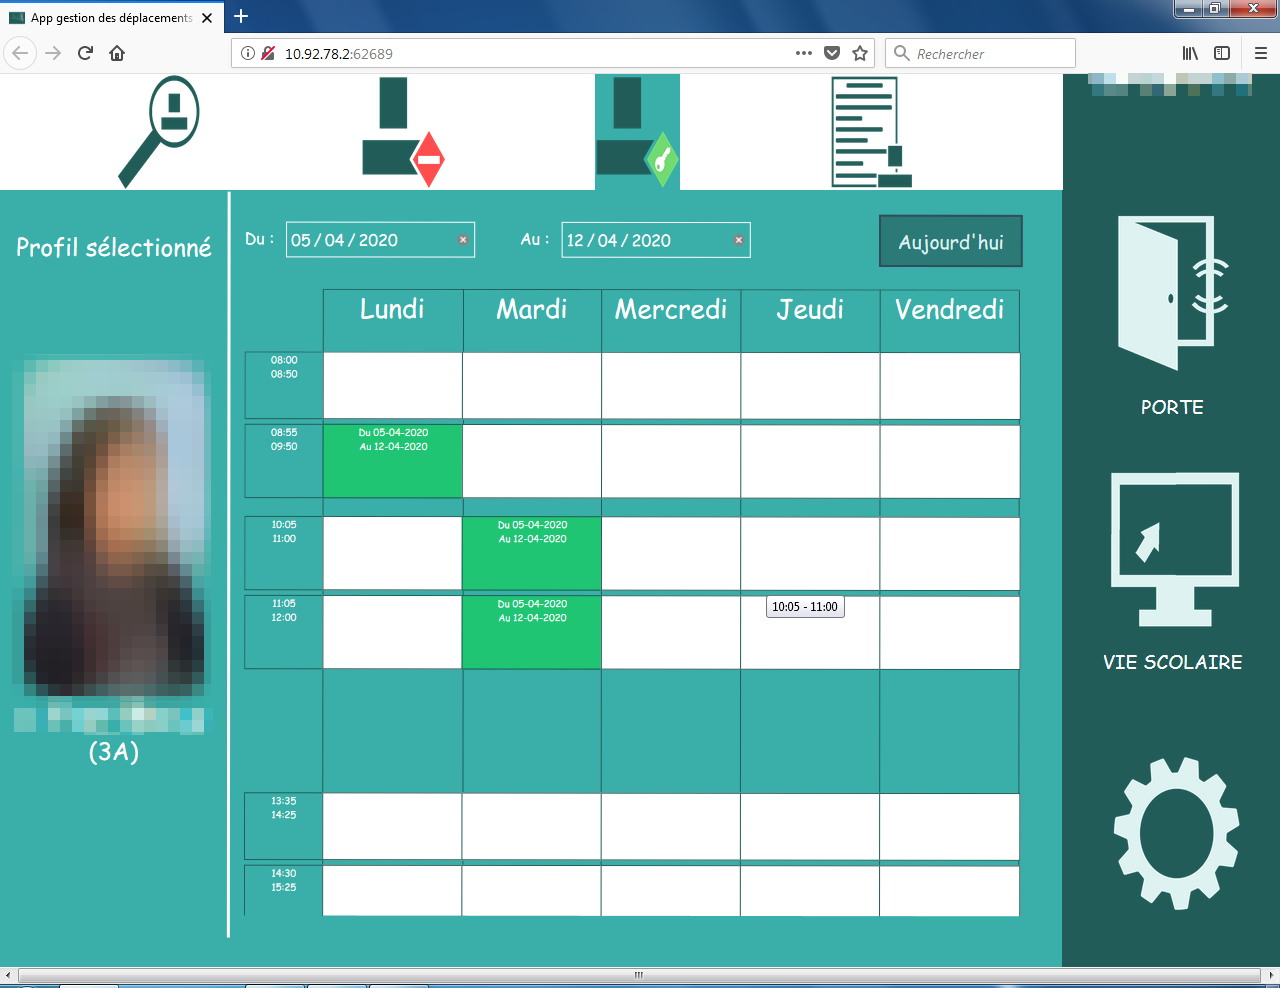 App gestion des déplacements
10.92.78.2:62689
Rechercher
Profil sélectionné
(3A)
Du : 05 / 04 / 2020 Au : 12 / 04 / 2020 Aujourd'hui
Lundi Mardi Mercredi Jeudi Vendredi
08:00
08:50
08:55
09:50
Du 05-04-2020
Au 12-04-2020
10:05
11:00
Du 05-04-2020
Au 12-04-2020
11:05
12:00
Du 05-04-2020
Au 12-04-2020
10:05 - 11:00
13:35
14:25
14:30
15:25
PORTE
VIE SCOLAIRE